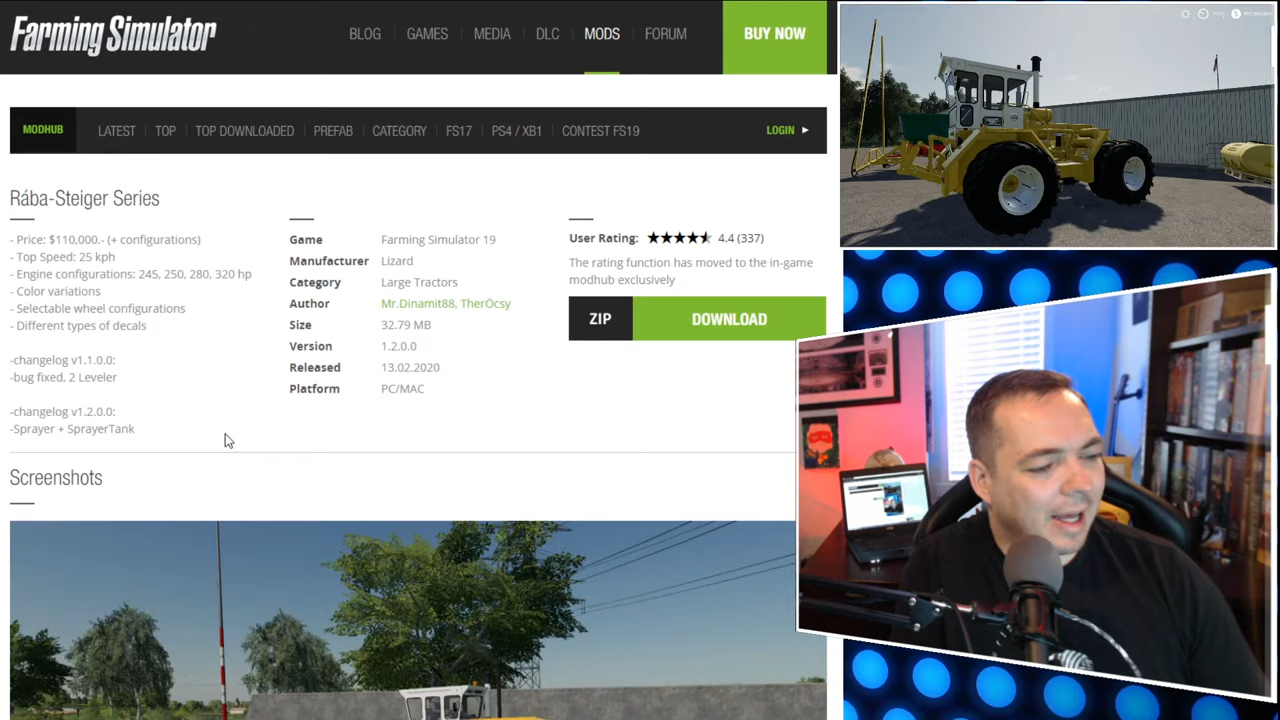 Farming Simulator
BLOG GAMES MEDIA DLC MODS FORUM BUY NOW
MODHUB LATEST TOP TOP DOWNLOADED PREFAB CATEGORY FS17 PS4 / XB1 CONTEST FS19 LOGIN
Rába-Steiger Series
- Price: $110,000.- (+ configurations)
- Top Speed: 25 kph
- Engine configurations: 245, 250, 280, 320 hp
- Color variations
- Selectable wheel configurations
- Different types of decals
-changelog v1.1.0.0:
-bug fixed, 2 Leveler
-changelog v1.2.0.0:
-Sprayer + SprayerTank
Game Farming Simulator 19
Manufacturer Lizard
Category Large Tractors
Author Mr.Dinamit88, TherÖcsy
Size 32.79 MB
Version 1.2.0.0
Released 13.02.2020
Platform PC/MAC
User Rating: 4.4 (337)
The rating function has moved to the in-game
modhub exclusively
ZIP DOWNLOAD
Screenshots